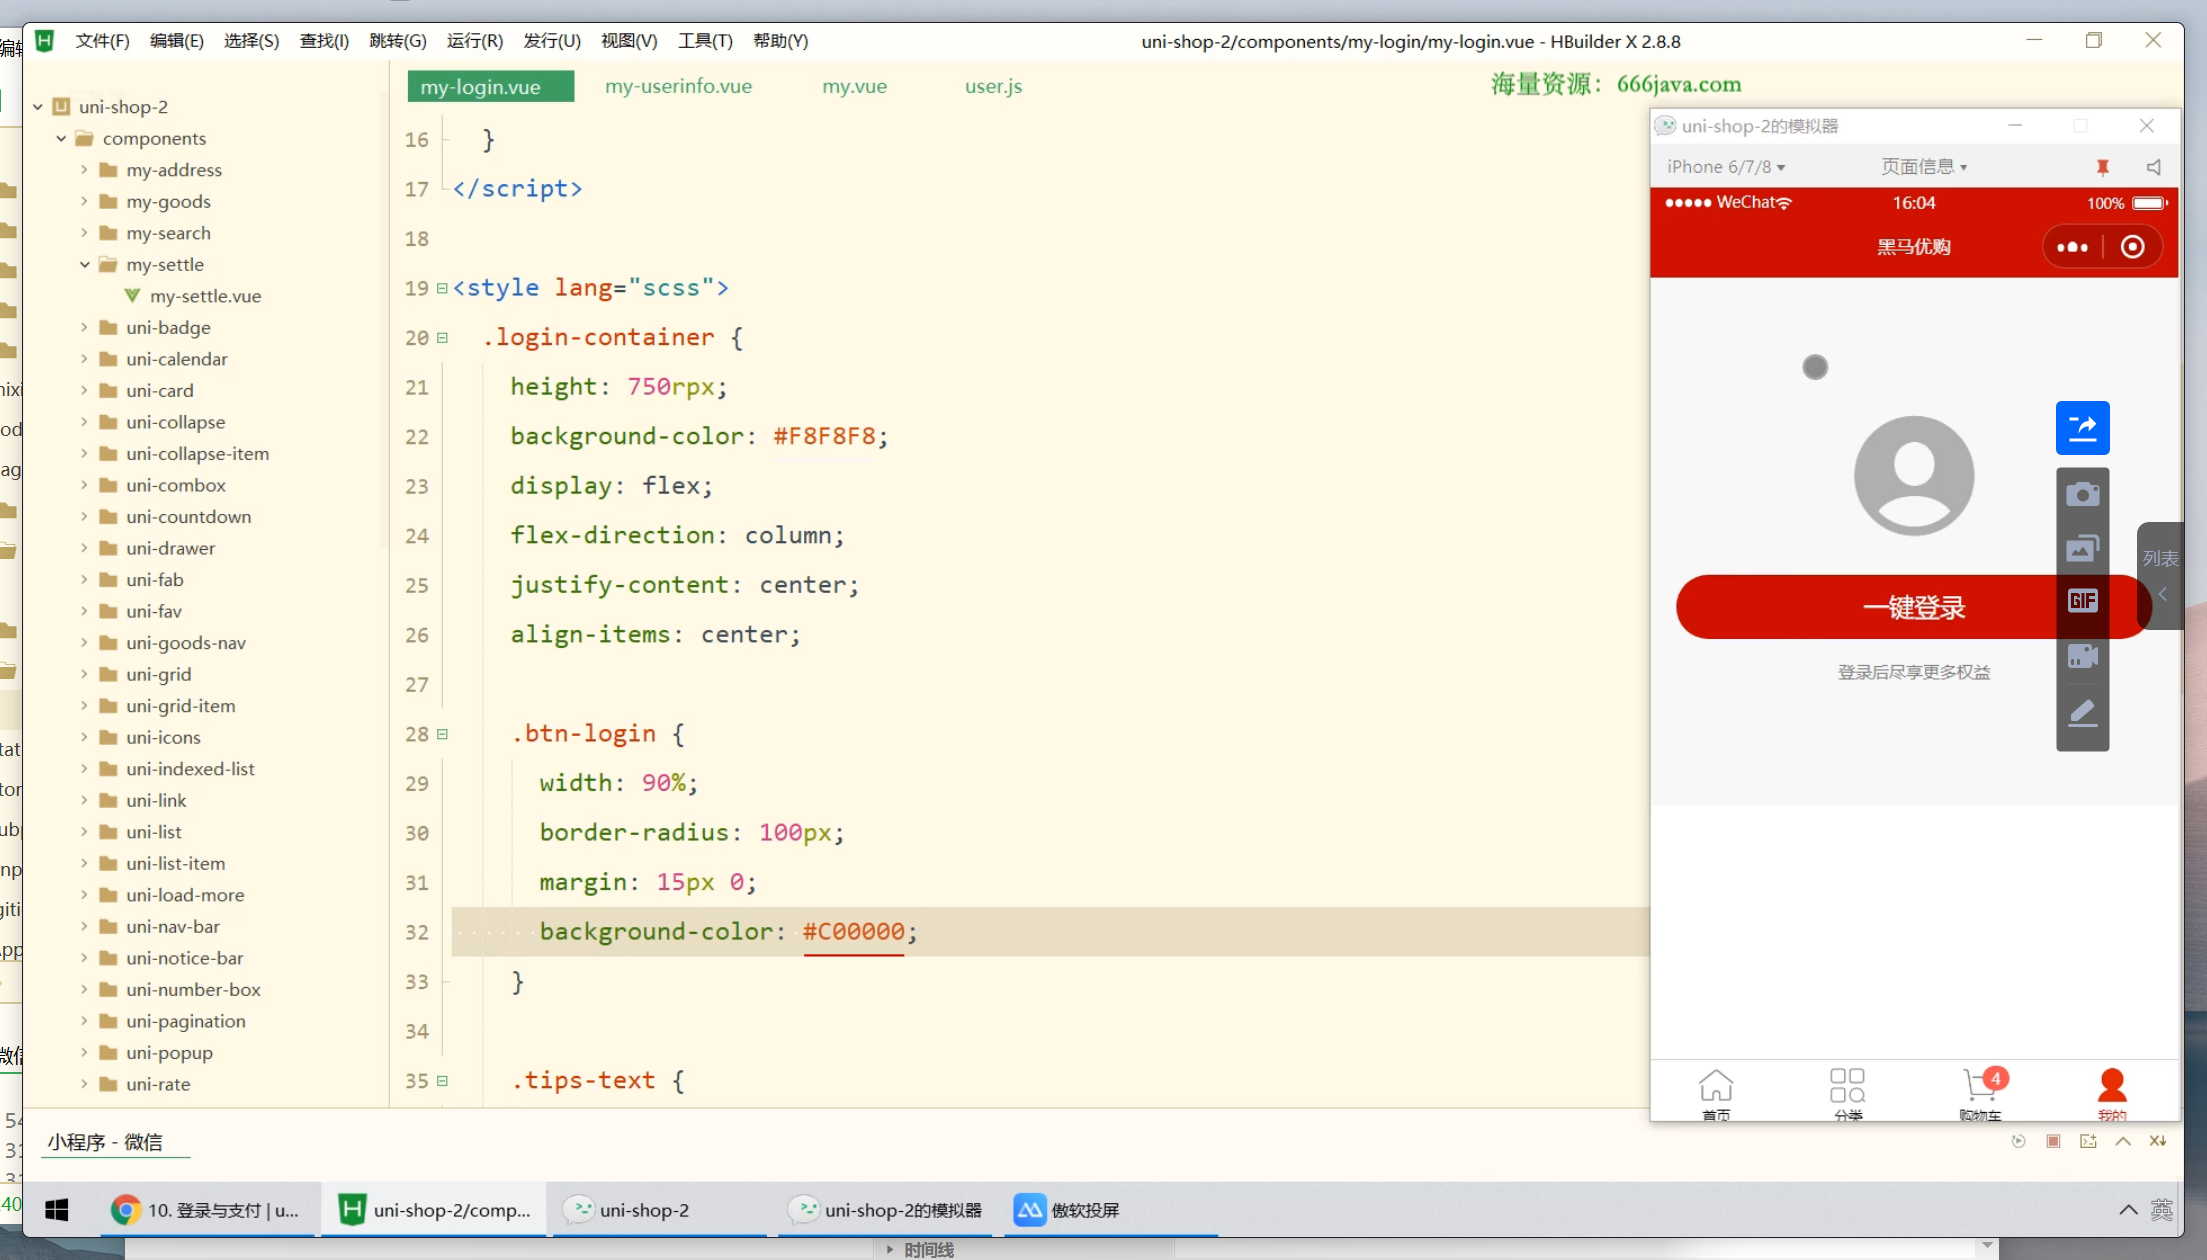 文件(F) 编辑(E) 选择(S) 查找(I) 跳转(G) 运行(R) 发行(U) 视图(V) 工具(T) 帮助(Y)
uni-shop-2/components/my-login/my-login.vue - HBuilder X 2.8.8
my-login.vue my-userinfo.vue my.vue user.js
海量资源：666java.com
uni-shop-2
components
my-address
my-goods
my-search
my-settle
my-settle.vue
uni-badge
uni-calendar
uni-card
uni-collapse
uni-collapse-item
uni-combox
uni-countdown
uni-drawer
uni-fab
uni-fav
uni-goods-nav
uni-grid
uni-grid-item
uni-icons
uni-indexed-list
uni-link
uni-list
uni-list-item
uni-load-more
uni-nav-bar
uni-notice-bar
uni-number-box
uni-pagination
uni-popup
uni-rate
16 }
17 </script>
18
19 <style lang="scss">
20 .login-container {
21 height: 750rpx;
22 background-color: #F8F8F8;
23 display: flex;
24 flex-direction: column;
25 justify-content: center;
26 align-items: center;
27
28 .btn-login {
29 width: 90%;
30 border-radius: 100px;
31 margin: 15px 0;
32 background-color: #C00000;
33 }
34
35 .tips-text {
uni-shop-2的模拟器
iPhone 6/7/8 页面信息
WeChat 16:04 100%
黑马优购
列表
GIF
一键登录
登录后尽享更多权益
4
首页 分类 购物车 我的
小程序 - 微信
10. 登录与支付 | u... uni-shop-2/comp... uni-shop-2 uni-shop-2的模拟器 傲软投屏
英
时间线